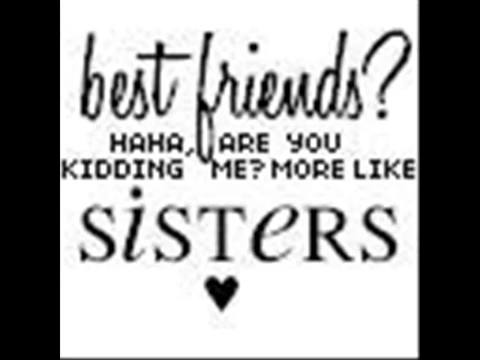 best friends?
HAHA, ARE YOU
KIDDING ME? MORE LIKE
SiSTeRS